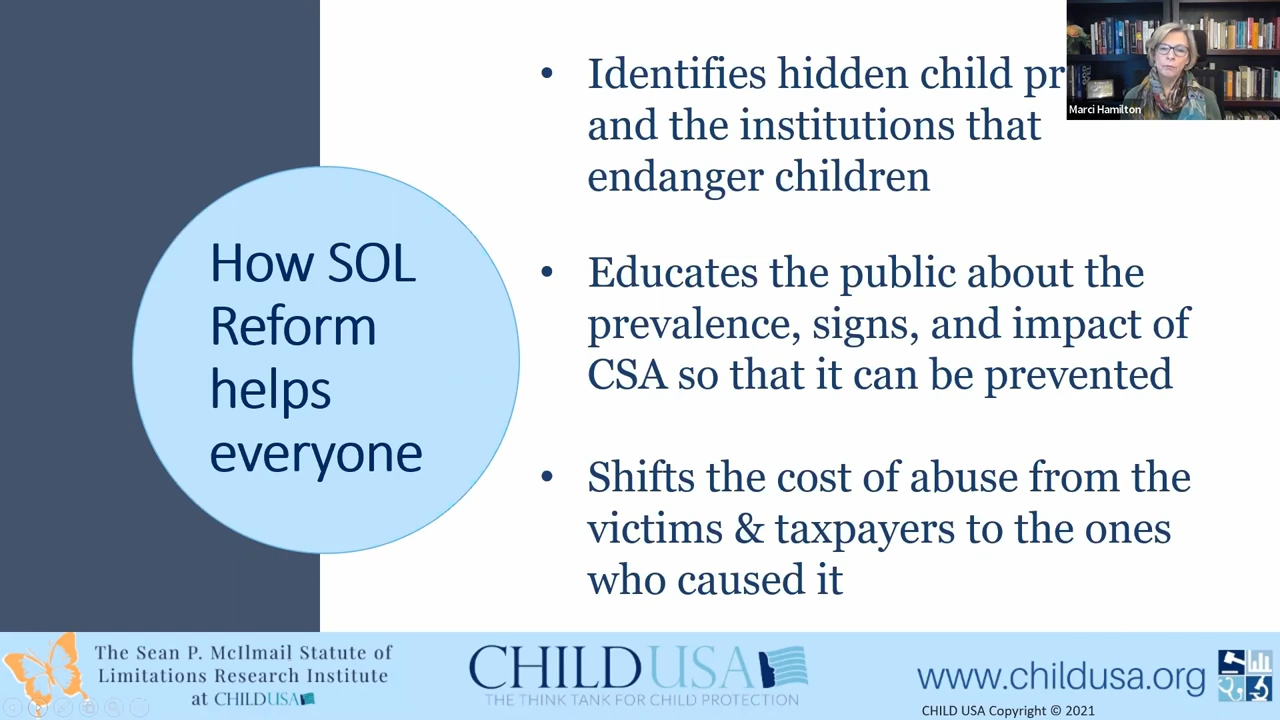 How SOL
Reform
helps
everyone
• Identifies hidden child pr
and the institutions that
endanger children
• Educates the public about the
prevalence, signs, and impact of
CSA so that it can be prevented
• Shifts the cost of abuse from the
victims & taxpayers to the ones
who caused it
Marci Hamilton
The Sean P. McIlmail Statute of
Limitations Research Institute
at CHILDUSA
CHILD USA
THE THINK TANK FOR CHILD PROTECTION
www.childusa.org
CHILD USA Copyright © 2021